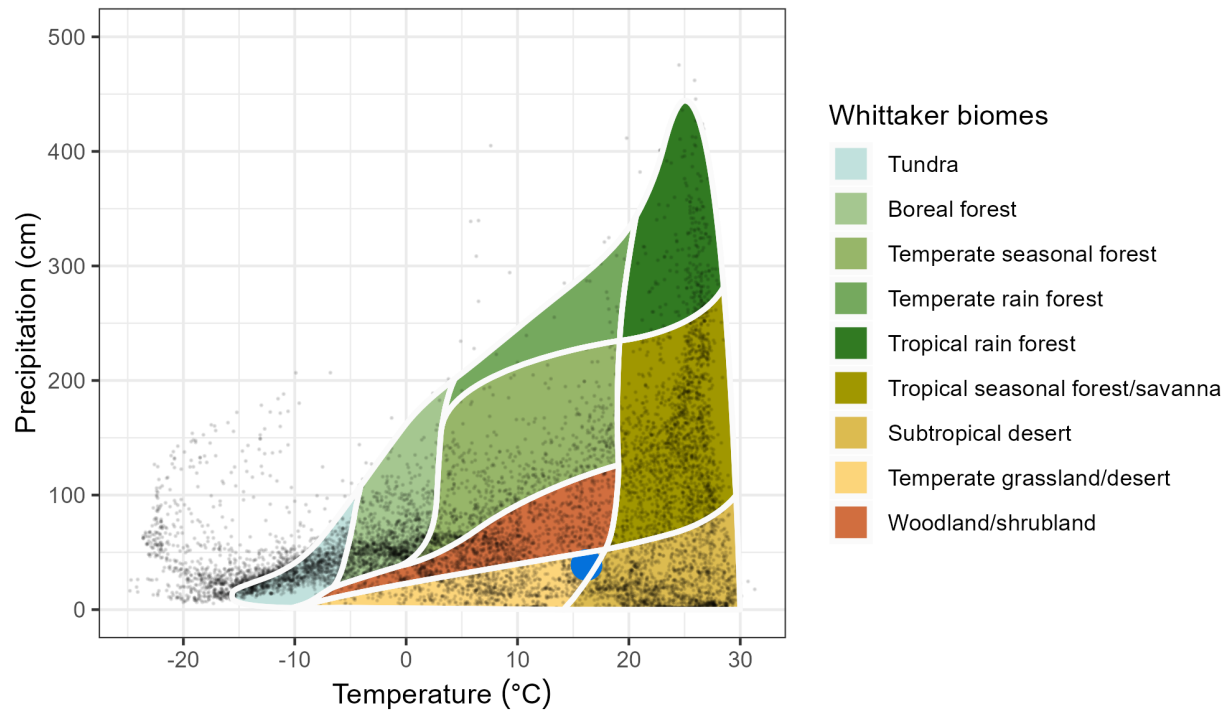 500
400
300
200
100
0
Precipitation (cm)
-20 -10 0 10 20 30
Temperature (°C)
Whittaker biomes
Tundra
Boreal forest
Temperate seasonal forest
Temperate rain forest
Tropical rain forest
Tropical seasonal forest/savanna
Subtropical desert
Temperate grassland/desert
Woodland/shrubland